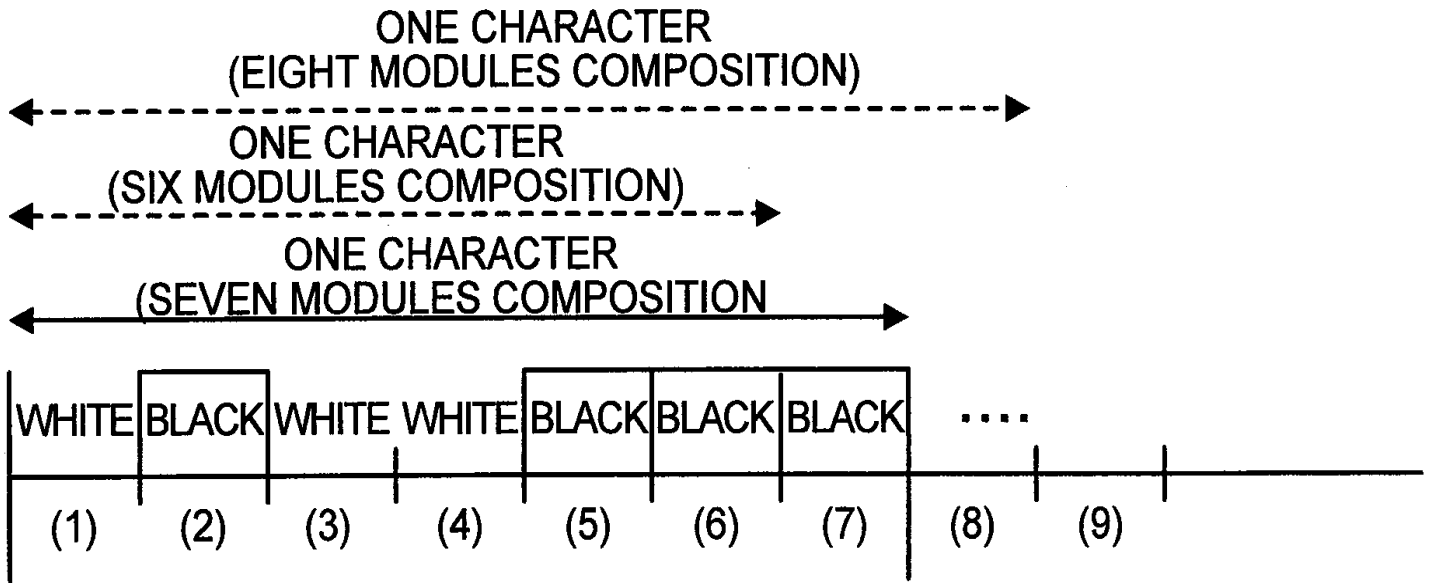 ONE CHARACTER
(EIGHT MODULES COMPOSITION)
ONE CHARACTER
(SIX MODULES COMPOSITION)
ONE CHARACTER
(SEVEN MODULES COMPOSITION
WHITE BLACK WHITE WHITE BLACK BLACK BLACK ....
(1) (2) (3) (4) (5) (6) (7) (8) (9)